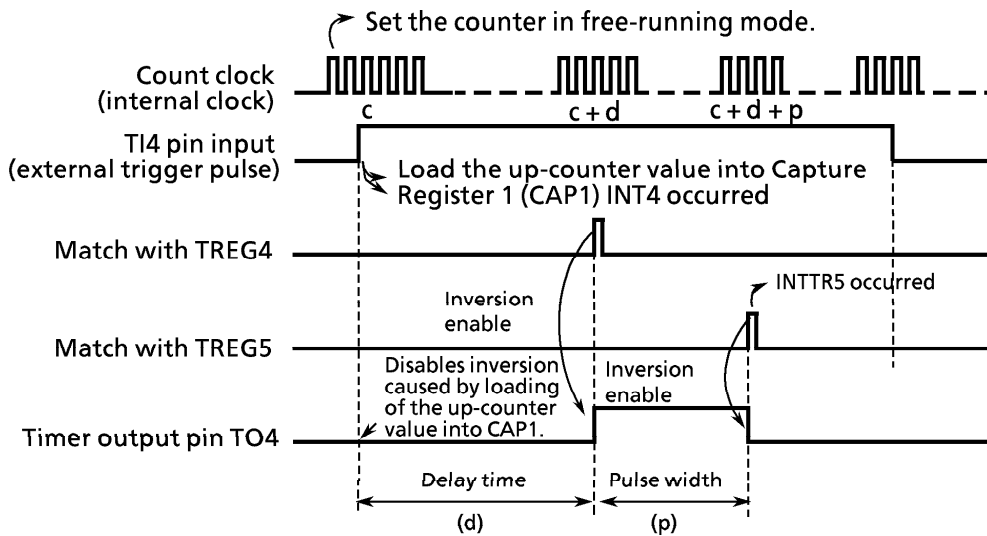 Set the counter in free-running mode.
Count clock
(internal clock)
c
c + d
c + d + p
TI4 pin input
(external trigger pulse)
Load the up-counter value into Capture
Register 1 (CAP1) INT4 occurred
Match with TREG4
INTTR5 occurred
Inversion
enable
Match with TREG5
Disables inversion
caused by loading
of the up-counter
value into CAP1.
Inversion
enable
Timer output pin TO4
Delay time
Pulse width
(d)
(p)